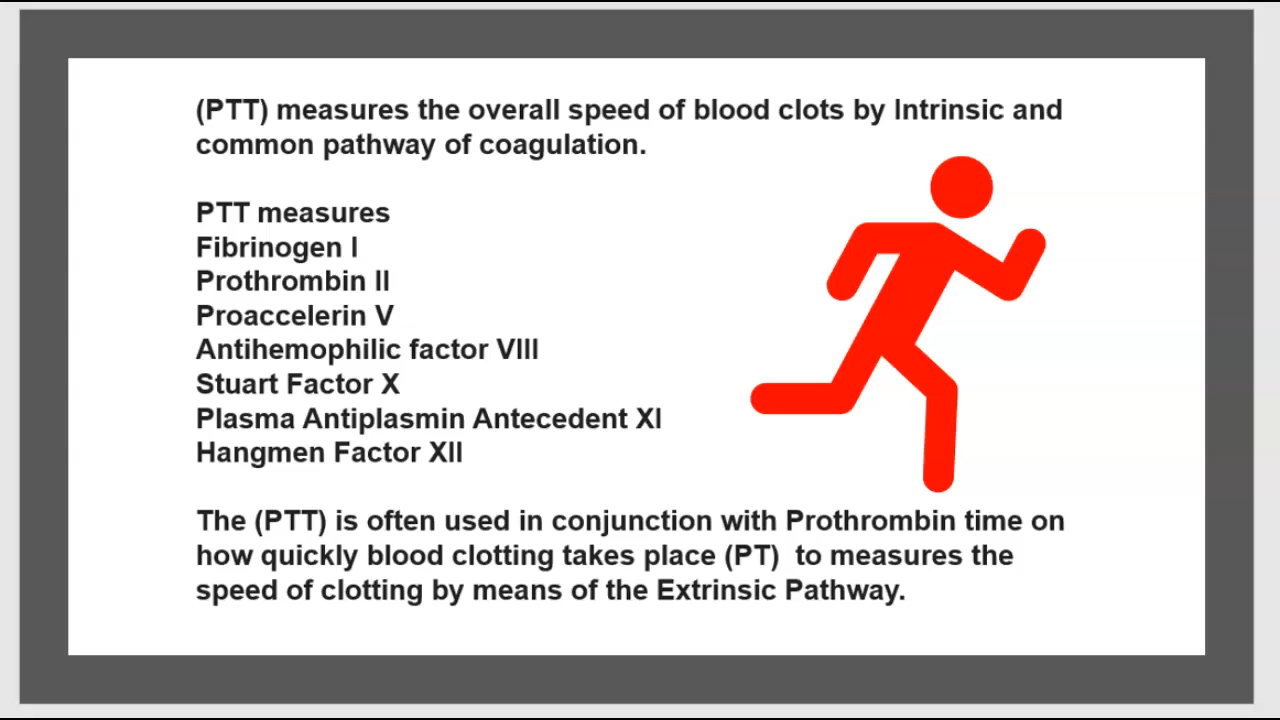 (PTT) measures the overall speed of blood clots by Intrinsic and
common pathway of coagulation.
PTT measures
Fibrinogen I
Prothrombin II
Proaccelerin V
Antihemophilic factor VIII
Stuart Factor X
Plasma Antiplasmin Antecedent XI
Hangmen Factor XII
The (PTT) is often used in conjunction with Prothrombin time on
how quickly blood clotting takes place (PT)  to measures the
speed of clotting by means of the Extrinsic Pathway.